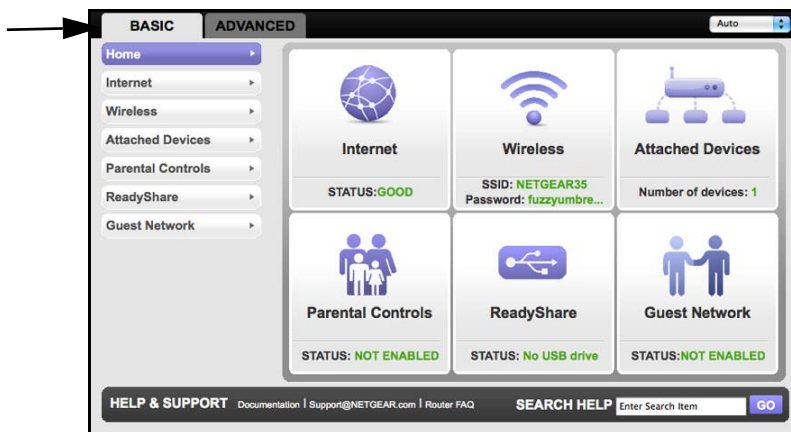 BASIC
ADVANCED
Auto
Home
Internet
Wireless
Attached Devices
Parental Controls
ReadyShare
Guest Network
Internet
STATUS:GOOD
Wireless
SSID: NETGEAR35
Password: fuzzyumbre...
Attached Devices
Number of devices: 1
Parental Controls
STATUS: NOT ENABLED
ReadyShare
STATUS: No USB drive
Guest Network
STATUS:NOT ENABLED
HELP & SUPPORT Documentation | Support@NETGEAR.com | Router FAQ SEARCH HELP Enter Search Item GO